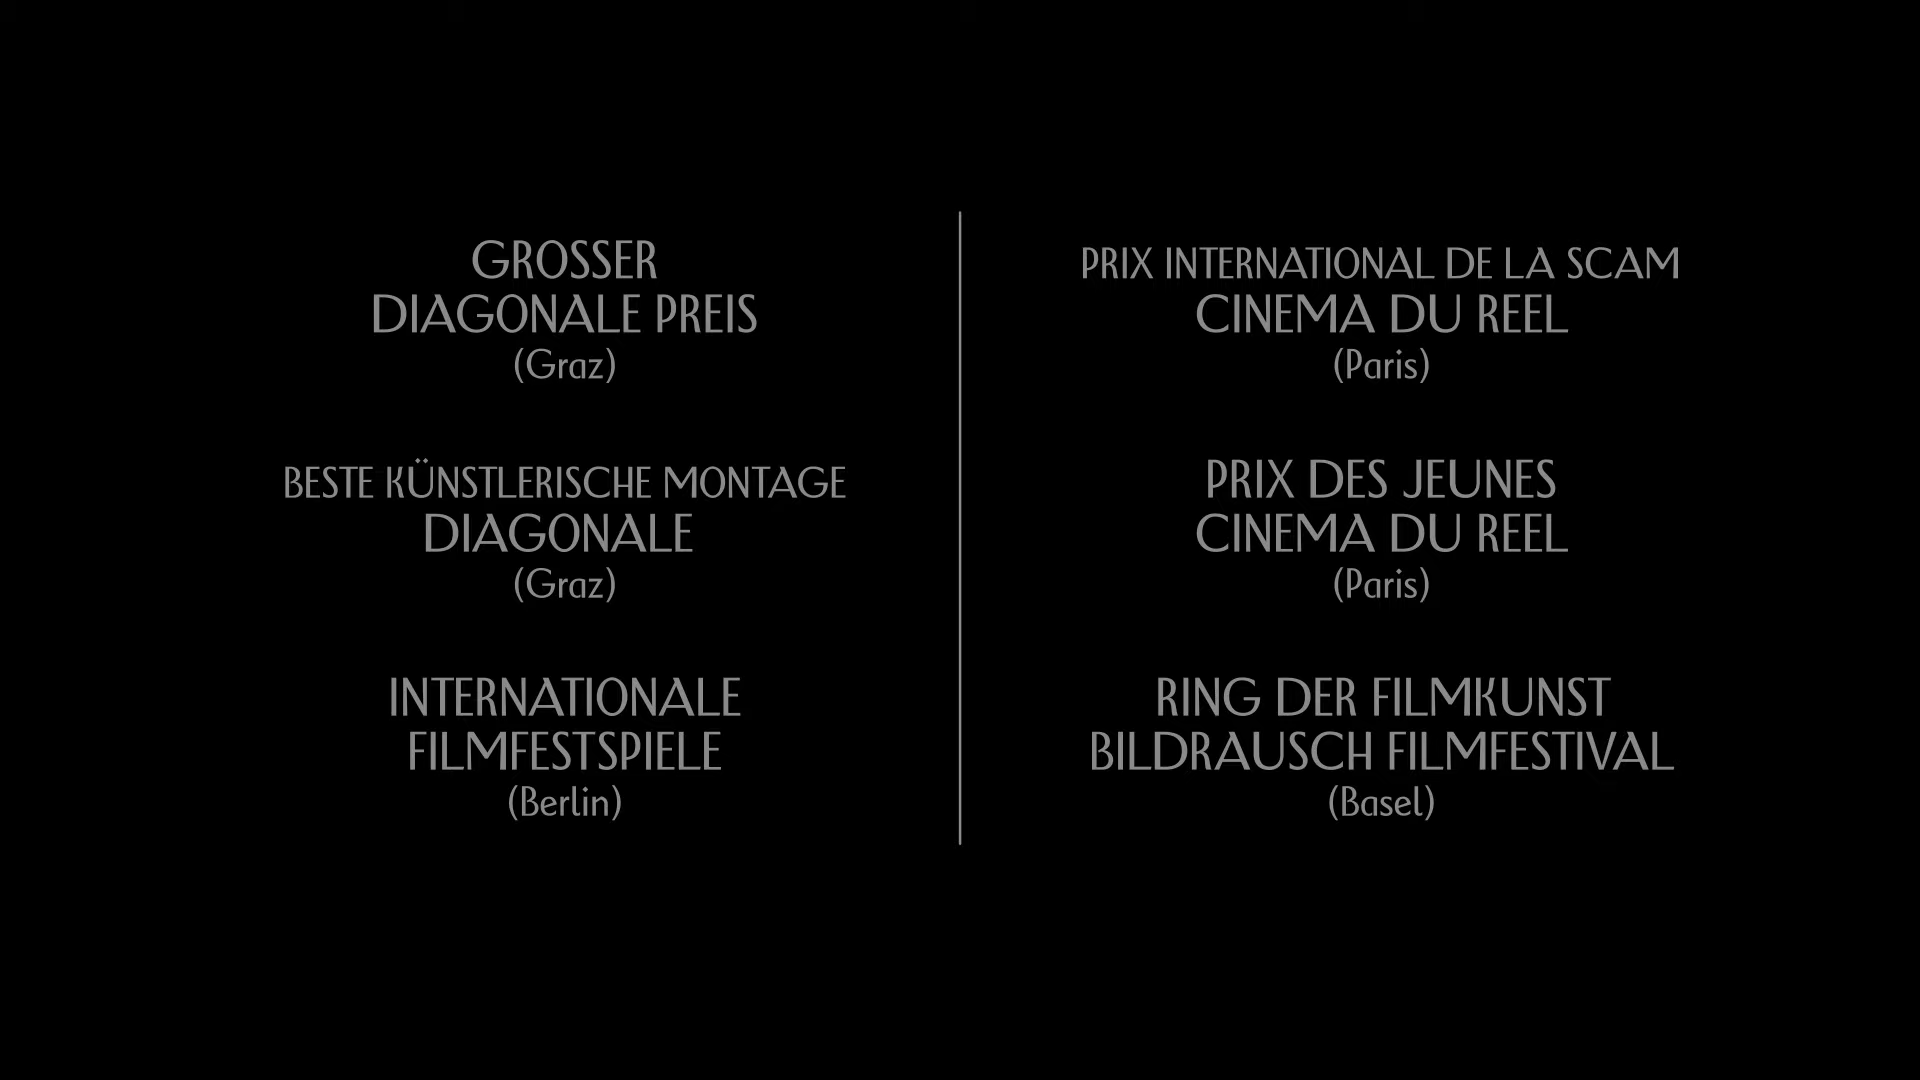 GROSSER
DIAGONALE PREIS
(Graz)
BESTE KÜNSTLERISCHE MONTAGE
DIAGONALE
(Graz)
INTERNATIONALE
FILMFESTSPIELE
(Berlin)
PRIX INTERNATIONAL DE LA SCAM
CINEMA DU REEL
(Paris)
PRIX DES JEUNES
CINEMA DU REEL
(Paris)
RING DER FILMKUNST
BILDRAUSCH FILMFESTIVAL
(Basel)